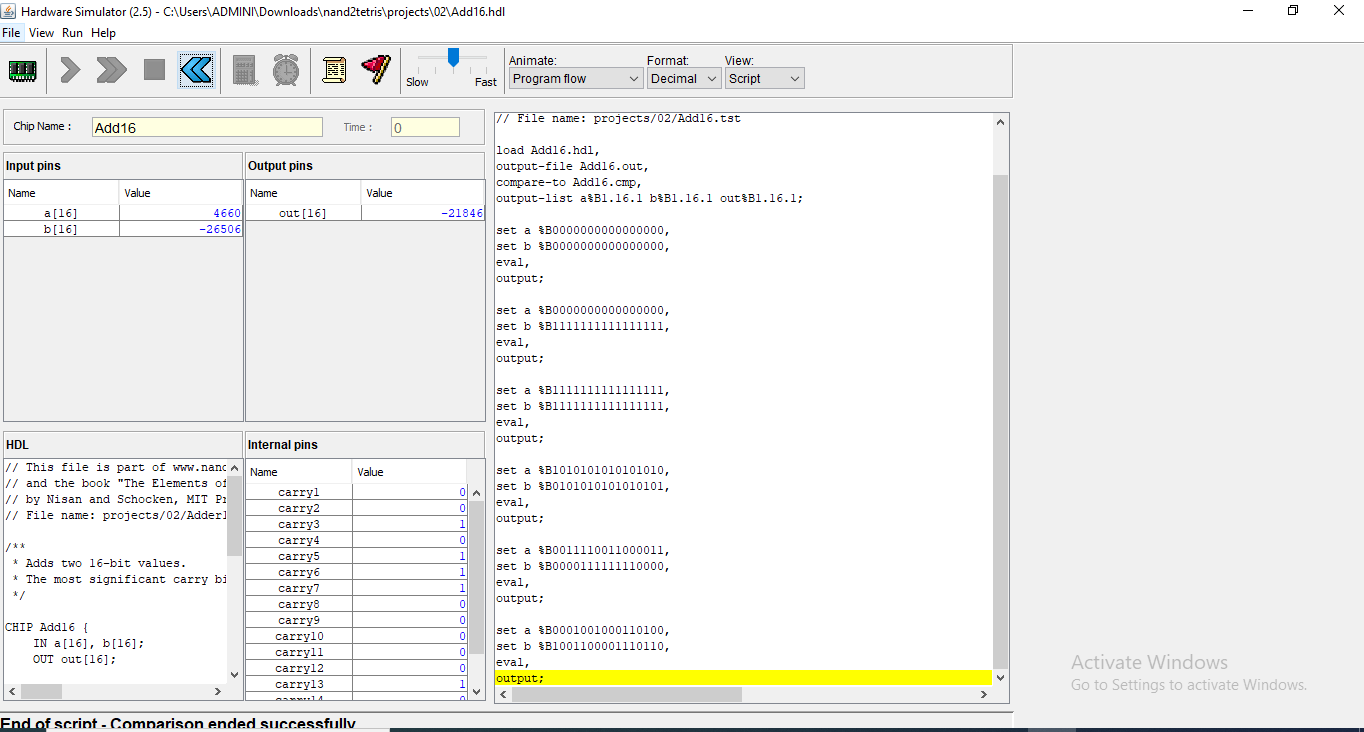 Hardware Simulator (2.5) - C:\Users\ADMINI\Downloads\nand2tetris\projects\02\Add16.hdl
File View Run Help
Slow Fast
Animate: Format: View:
Program flow Decimal Script
Chip Name : Add16 Time : 0
Input pins
Name Value
a[16] 4660
b[16] -26506
Output pins
Name Value
out[16] -21846
HDL
// This file is part of www.nand
// and the book "The Elements of
// by Nisan and Schocken, MIT Pr
// File name: projects/02/Adder1
/**
* Adds two 16-bit values.
* The most significant carry bi
*/
CHIP Add16 {
IN a[16], b[16];
OUT out[16];
Internal pins
Name Value
carry1 0
carry2 0
carry3 1
carry4 0
carry5 1
carry6 1
carry7 1
carry8 0
carry9 0
carry10 0
carry11 0
carry12 0
carry13 1
carry14 0
// File name: projects/02/Add16.tst
load Add16.hdl,
output-file Add16.out,
compare-to Add16.cmp,
output-list a%B1.16.1 b%B1.16.1 out%B1.16.1;
set a %B0000000000000000,
set b %B0000000000000000,
eval,
output;
set a %B0000000000000000,
set b %B1111111111111111,
eval,
output;
set a %B1111111111111111,
set b %B1111111111111111,
eval,
output;
set a %B1010101010101010,
set b %B0101010101010101,
eval,
output;
set a %B0011110011000011,
set b %B0000111111110000,
eval,
output;
set a %B0001001000110100,
set b %B1001100001110110,
eval,
output;
End of script - Comparison ended successfully
Activate Windows
Go to Settings to activate Windows.